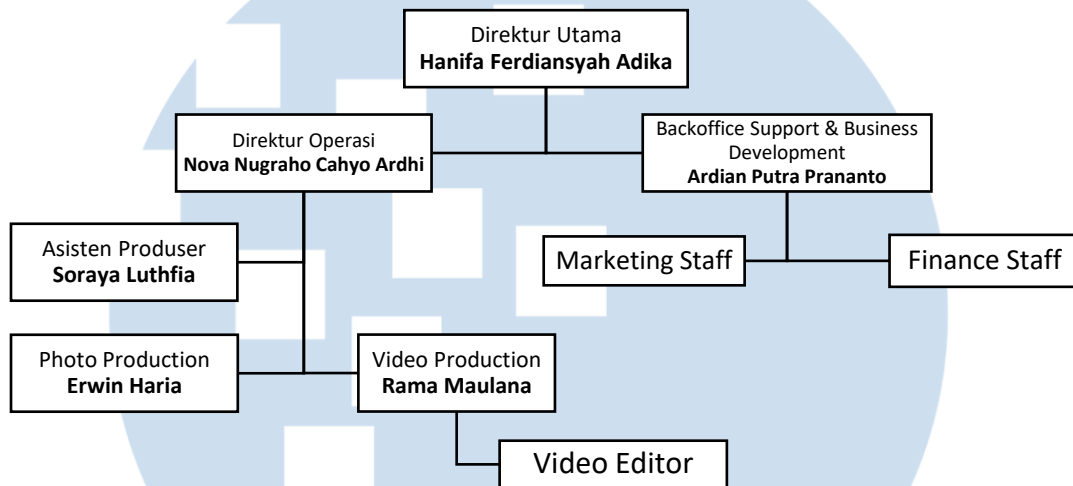 Direktur Utama
Hanifa Ferdiansyah Adika
Direktur Operasi
Nova Nugraho Cahyo Ardhi
Backoffice Support & Business
Development
Ardian Putra Prananto
Asisten Produser
Soraya Luthfia
Marketing Staff
Finance Staff
Photo Production
Erwin Haria
Video Production
Rama Maulana
Video Editor